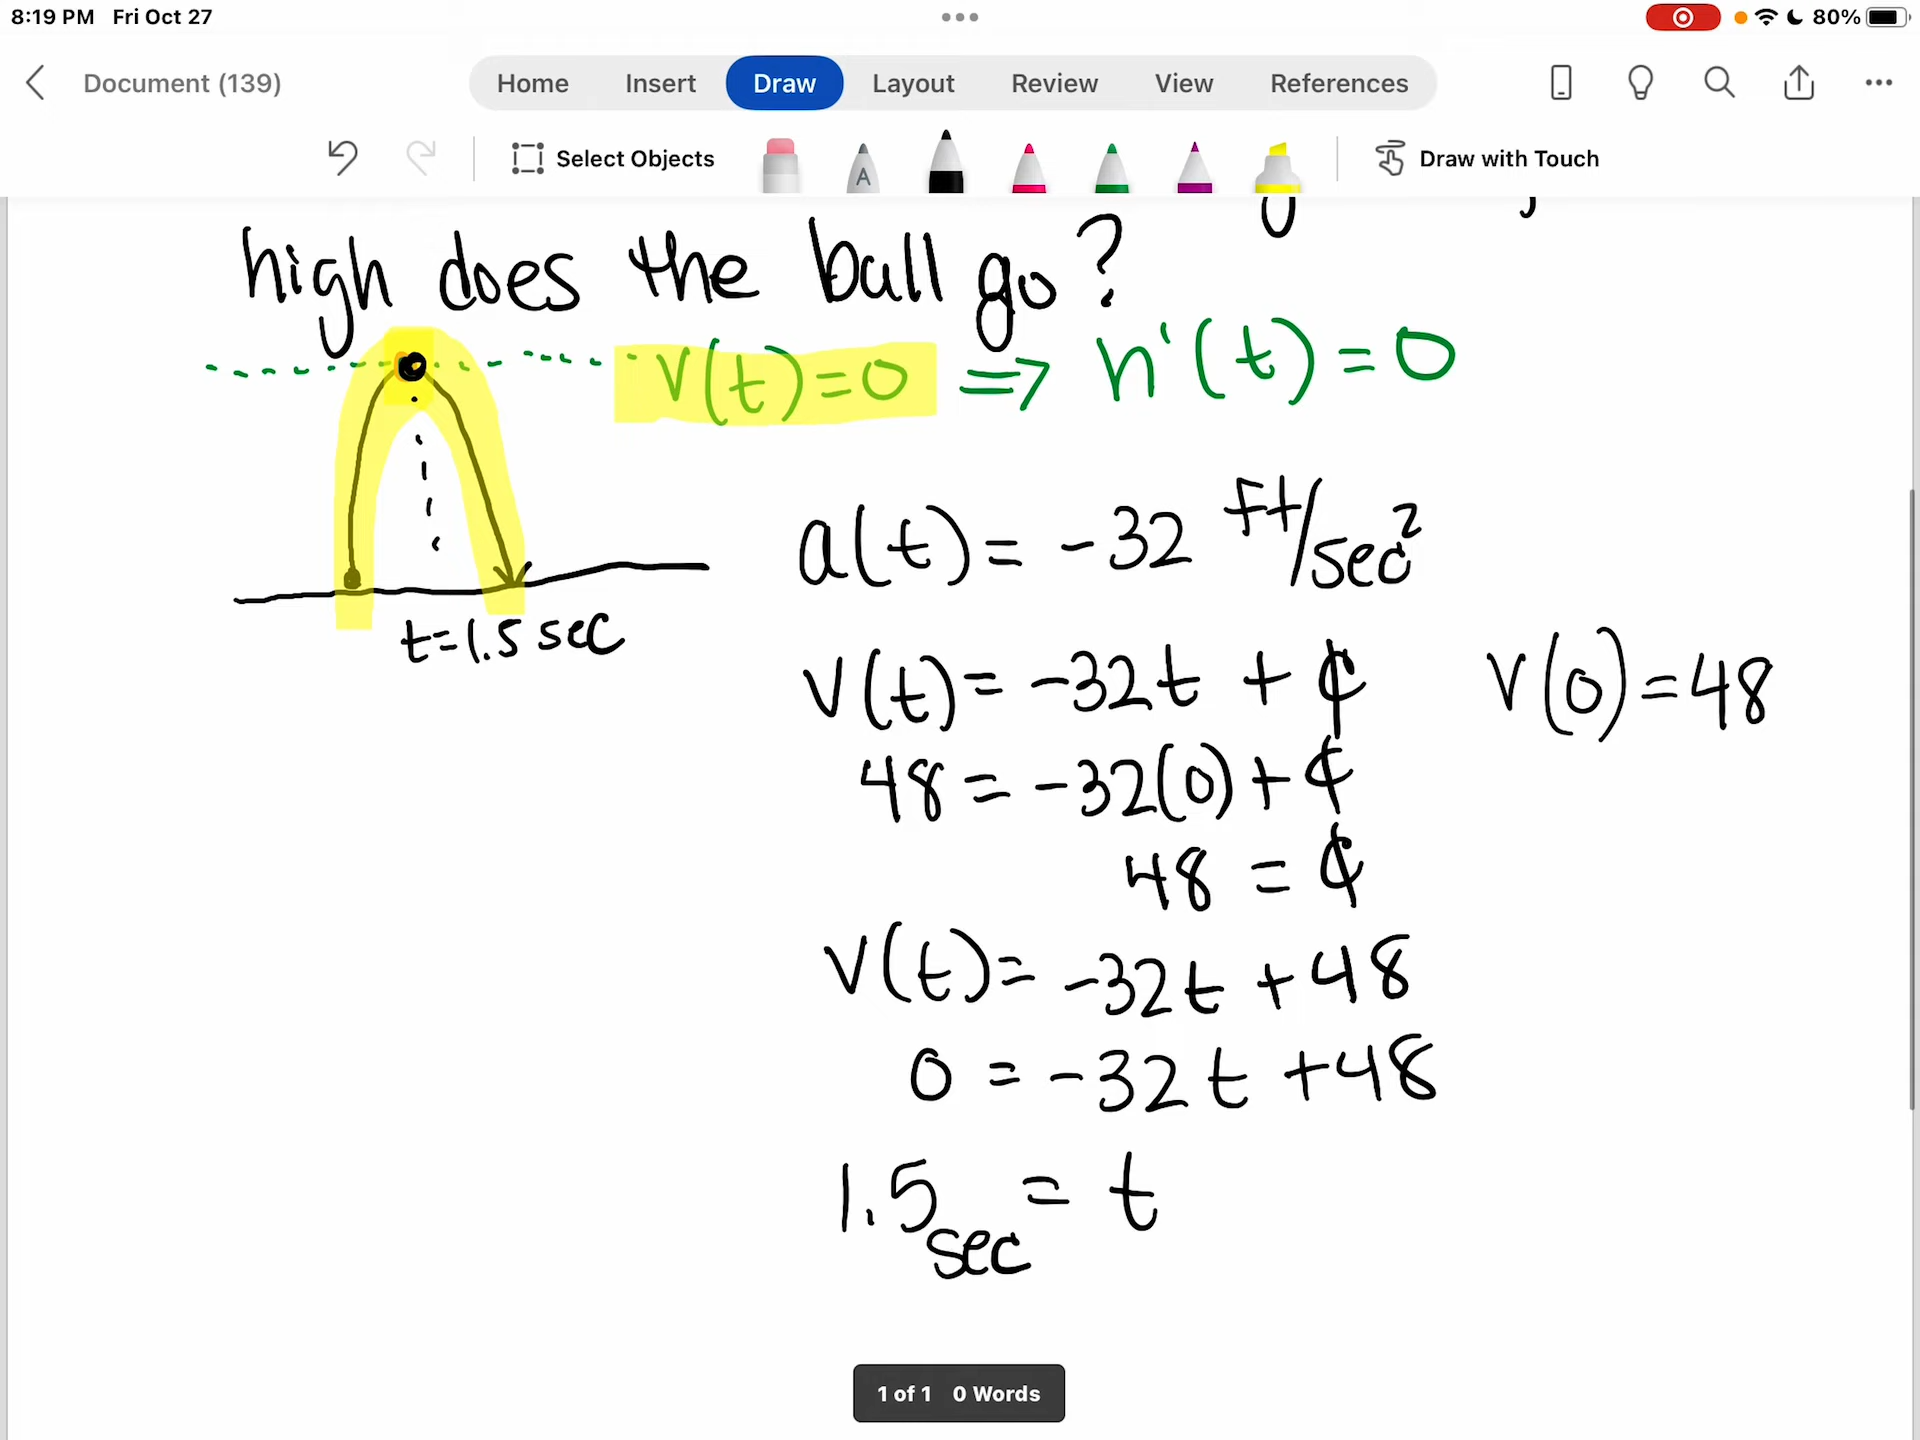 8:19 PM Fri Oct 27
80%
Document (139)
Home Insert Draw Layout Review View References
Select Objects
A
Draw with Touch
high does the ball go?
v(t)=0 ⇒ h'(t)=0
a(t)= -32 ft/sec²
t=1.5 sec
v(t)= -32t + ¢
v(0)=48
48 = -32(0)+¢
48 = ¢
v(t)= -32t +48
0 = -32t +48
1.5 sec = t
1 of 1 0 Words